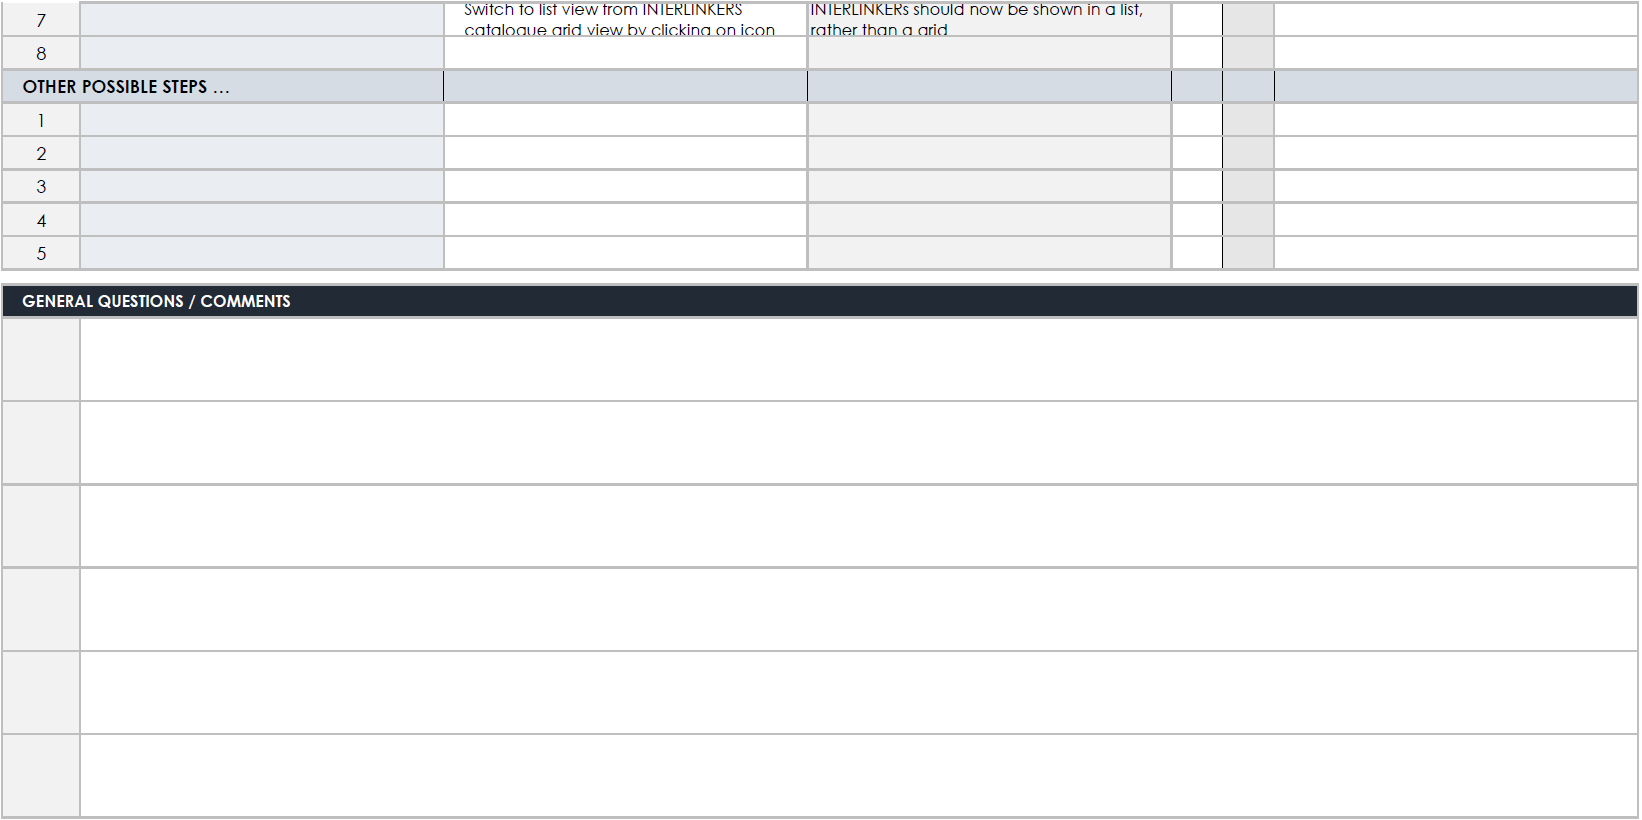 7
Switch to list view from INTERLINKERS
catalogue grid view by clicking on icon
INTERLINKERs should now be shown in a list,
rather than a grid
8
OTHER POSSIBLE STEPS ...
1
2
3
4
5
GENERAL QUESTIONS / COMMENTS